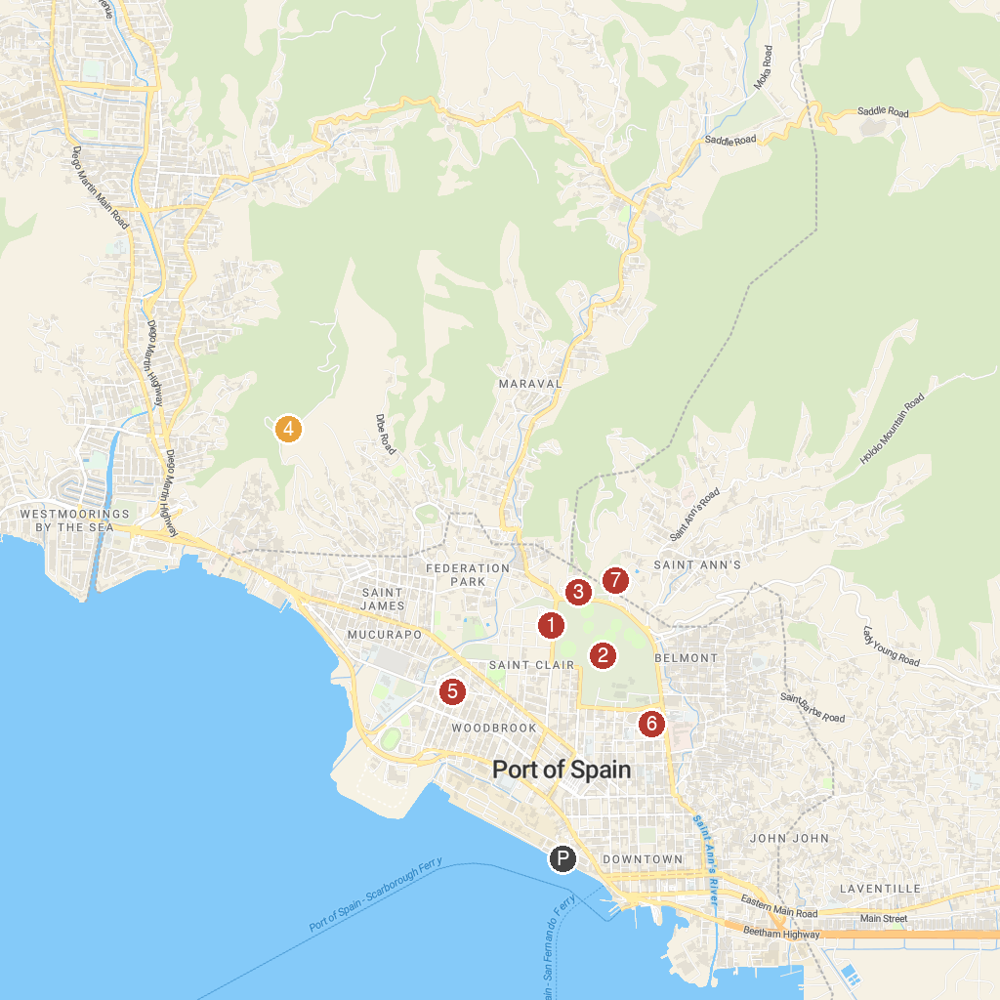 venue
Moka Road
Saddle Road
Saddle Road
Diego Martin Main Road
Diego Martin Highway
MARAVAL
Dibe Road
Hololo Mountain Road
4
Diego Martin Highway
Saint Ann's Road
WESTMOORINGS
BY THE SEA
FEDERATION
PARK
SAINT ANN'S
7
3
SAINT
JAMES
1
MUCURAPO
2
SAINT CLAIR
BELMONT
Lady Young Road
5
Saint Barbs Road
WOODBROOK
6
Port of Spain
Saint Ann's River
JOHN JOHN
P
DOWNTOWN
Port of Spain - Scarborough Ferry
LAVENTILLE
Eastern Main Road
Main Street
Beetham Highway
ain - San Fernando Ferry